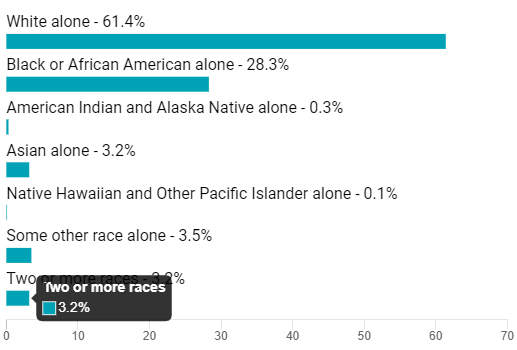 White alone - 61.4%
Black or African American alone - 28.3%
American Indian and Alaska Native alone - 0.3%
Asian alone - 3.2%
Native Hawaiian and Other Pacific Islander alone - 0.1%
Some other race alone - 3.5%
Two or more races - 3.2%
Two or more races
3.2%
0 10 20 30 40 50 60 70